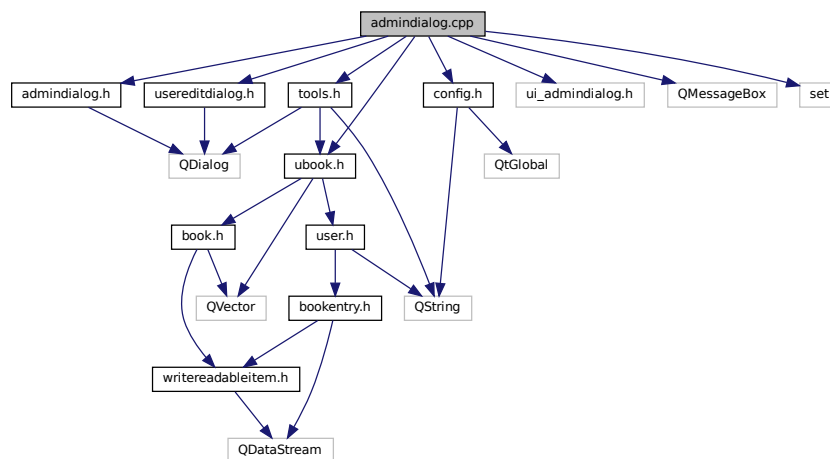 admindialog.cpp
admindialog.h
usereditdialog.h
tools.h
config.h
ui_admindialog.h
QMessageBox
set
QDialog
ubook.h
QtGlobal
book.h
user.h
QVector
bookentry.h
QString
writereadableitem.h
QDataStream